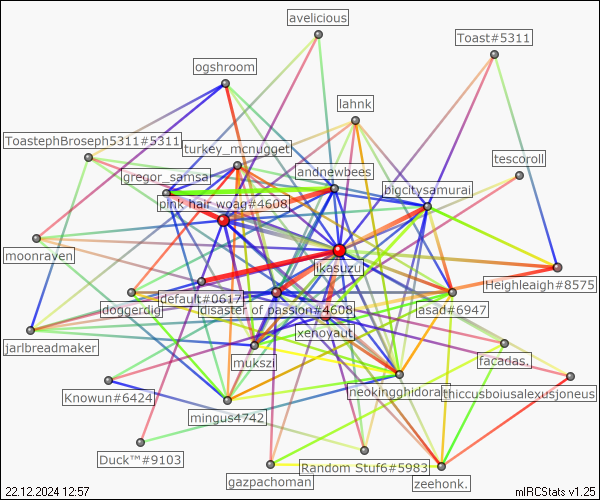 avelicious
Toast#5311
ogshroom
lahnk
ToastephBroseph5311#5311
turkey_mcnugget
tescoroll
gregor_samsa
andnewbees
bigcitysamurai
pink hair woag#4608
moonraven
ikasuzu
Heighleaigh#8575
default#0617
doggerdig
disaster of passion#4608
asad#6947
xenovaut
jarlbreadmaker
mukszi
facadas.
Knowun#6424
neokingghidorah
thiccusboiusalexusjoneus
mingus4742
Duck™#9103
Random Stuf6#5983
gazpachoman
zeehonk.
22.12.2024 12:57
mIRCStats v1.25